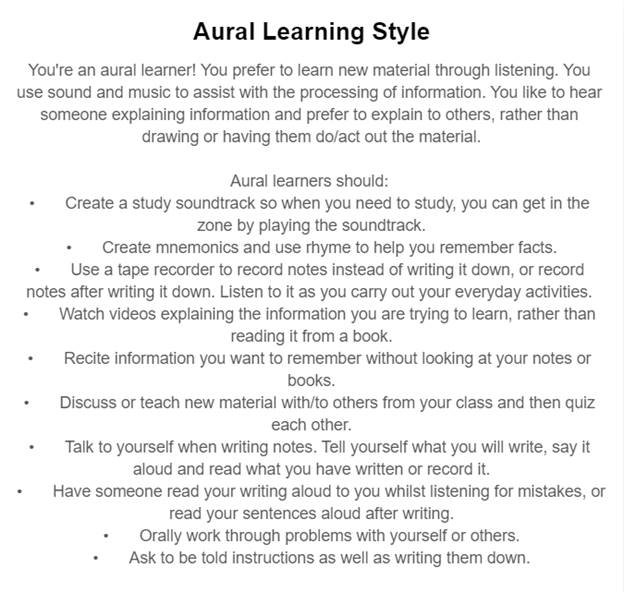 Aural Learning Style
You're an aural learner! You prefer to learn new material through listening. You
use sound and music to assist with the processing of information. You like to hear
someone explaining information and prefer to explain to others, rather than
drawing or having them do/act out the material.
Aural learners should:
• Create a study soundtrack so when you need to study, you can get in the
zone by playing the soundtrack.
• Create mnemonics and use rhyme to help you remember facts.
• Use a tape recorder to record notes instead of writing it down, or record
notes after writing it down. Listen to it as you carry out your everyday activities.
• Watch videos explaining the information you are trying to learn, rather than
reading it from a book.
• Recite information you want to remember without looking at your notes or
books.
• Discuss or teach new material with/to others from your class and then quiz
each other.
• Talk to yourself when writing notes. Tell yourself what you will write, say it
aloud and read what you have written or record it.
• Have someone read your writing aloud to you whilst listening for mistakes, or
read your sentences aloud after writing.
• Orally work through problems with yourself or others.
• Ask to be told instructions as well as writing them down.